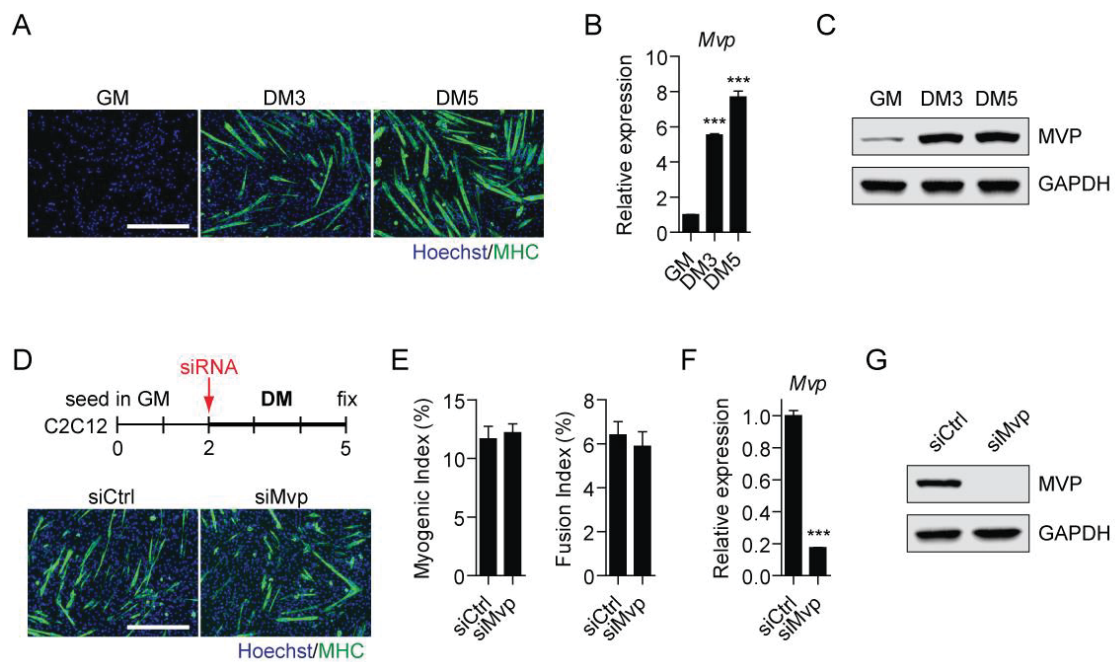 A
GM DM3 DM5
Hoechst/MHC
B
Mvp
Relative expression
10
8
6
4
2
0
***
***
GM
DM3
DM5
C
GM DM3 DM5
MVP
GAPDH
D
siRNA
seed in GM DM fix
C2C12
0 2 5
siCtrl siMvp
Hoechst/MHC
E
Myogenic Index (%)
15
10
5
0
siCtrl
siMvp
Fusion Index (%)
8
6
4
2
0
siCtrl
siMvp
F
Mvp
Relative expression
1.0
0.8
0.6
0.4
0.2
0.0
***
siCtrl
siMvp
G
siCtrl siMvp
MVP
GAPDH